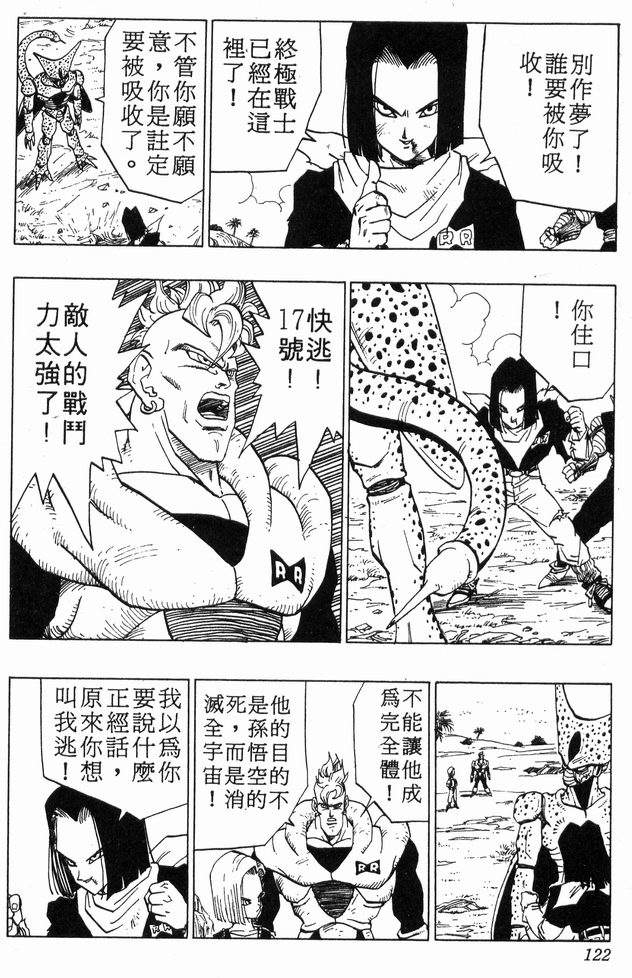 別作夢了！
誰要被你吸
收！
終極戰士
已經在這
裡了！
不管你願不願
意，你是註定
要被吸收了。
RR
你住口
！
快逃！
17號！
敵人的戰鬥
力太強了！
RR
不能讓他成
爲完全體！
他的目的不
是孫悟空的
死，而是消
滅全宇宙！
RR
我以爲你
要說什麼
正經話，
原來你想
叫我逃！
122